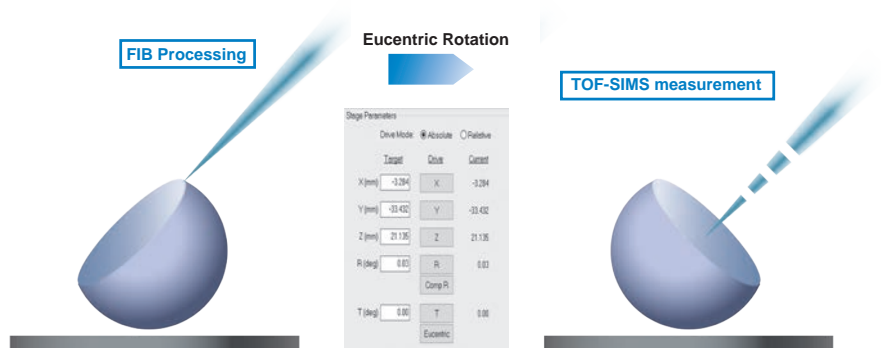 FIB Processing
Eucentric Rotation
TOF-SIMS measurement
Stage Parameters
Drive Mode: Absolute Relative
Target Drive Current
X (mm) -3.284 X -3.284
Y (mm) -33.432 Y -33.432
Z (mm) 21.135 Z 21.135
R (deg) 0.03 R 0.03
Comp R
T (deg) 0.00 T 0.00
Eucentric